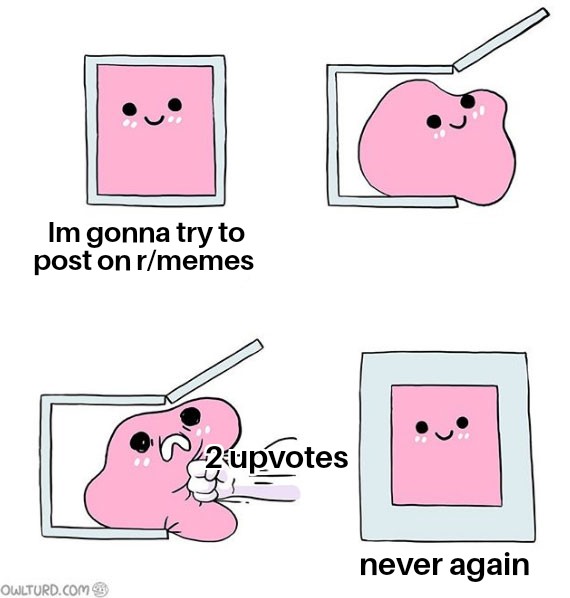 Im gonna try to
post on r/memes
2 upvotes
never again
OWLTURD.COM